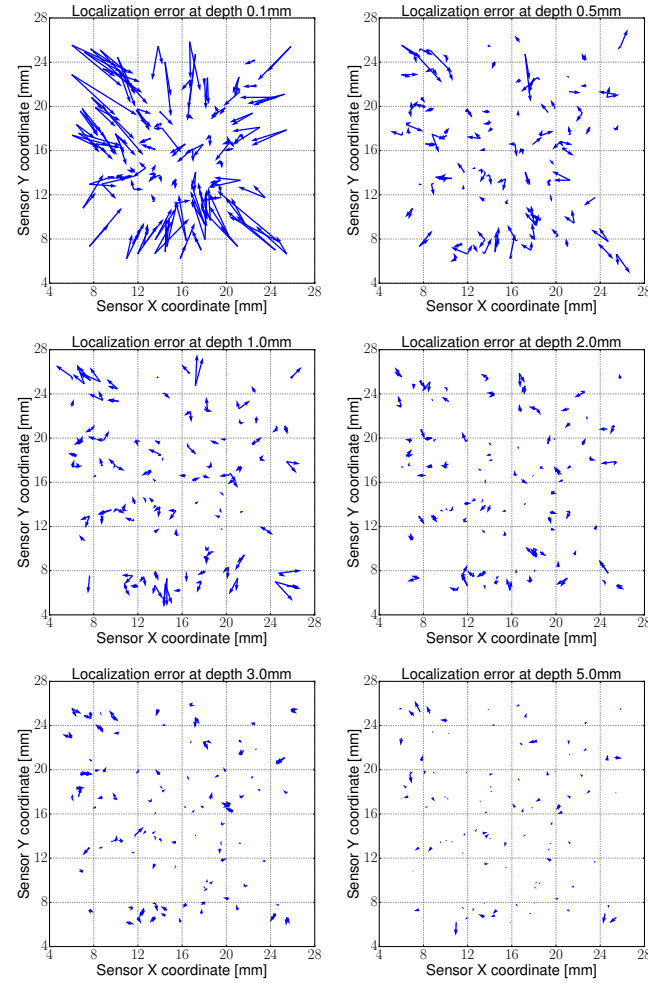 Localization error at depth 0.1mm
Localization error at depth 0.5mm
28
24
20
16
12
8
4
Sensor Y coordinate [mm]
4 8 12 16 20 24 28
Sensor X coordinate [mm]
28
24
20
16
12
8
4
Sensor Y coordinate [mm]
4 8 12 16 20 24 28
Sensor X coordinate [mm]
Localization error at depth 1.0mm
Localization error at depth 2.0mm
28
24
20
16
12
8
4
Sensor Y coordinate [mm]
4 8 12 16 20 24 28
Sensor X coordinate [mm]
28
24
20
16
12
8
4
Sensor Y coordinate [mm]
4 8 12 16 20 24 28
Sensor X coordinate [mm]
Localization error at depth 3.0mm
Localization error at depth 5.0mm
28
24
20
16
12
8
4
Sensor Y coordinate [mm]
4 8 12 16 20 24 28
Sensor X coordinate [mm]
28
24
20
16
12
8
4
Sensor Y coordinate [mm]
4 8 12 16 20 24 28
Sensor X coordinate [mm]